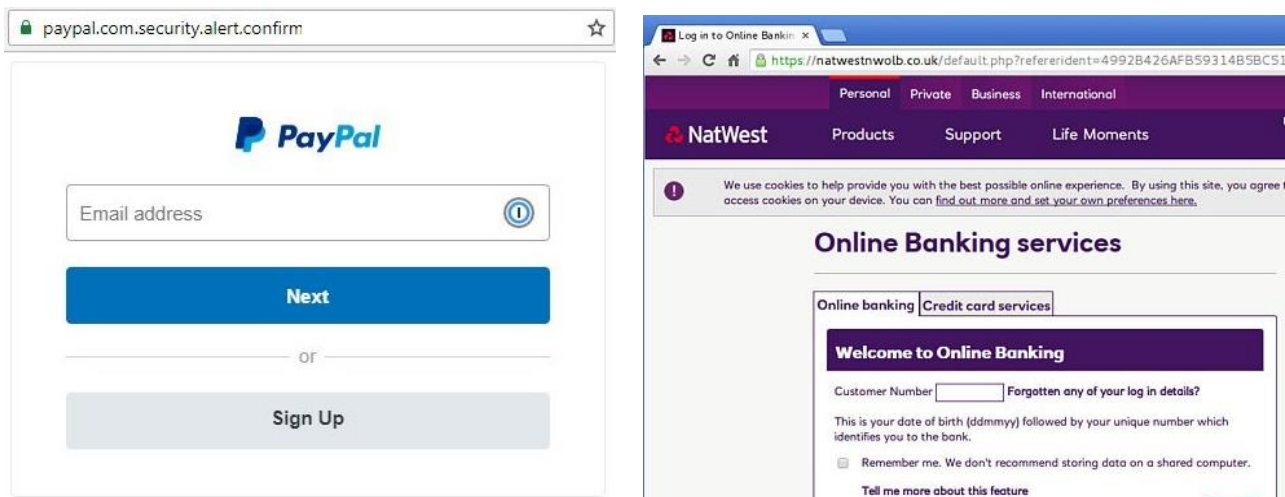 paypal.com.security.alert.confirm
PayPal
Email address
Next
or
Sign Up
Log in to Online Bankin
https://natwestnwolb.co.uk/default.php?refererident=4992B426AFB59314B5BC51
Personal Private Business International
NatWest Products Support Life Moments
We use cookies to help provide you with the best possible online experience. By using this site, you agree
access cookies on your device. You can find out more and set your own preferences here.
Online Banking services
Online banking Credit card services
Welcome to Online Banking
Customer Number Forgotten any of your log in details?
This is your date of birth (ddmmyy) followed by your unique number which
identifies you to the bank.
Remember me. We don't recommend storing data on a shared computer.
Tell me more about this feature